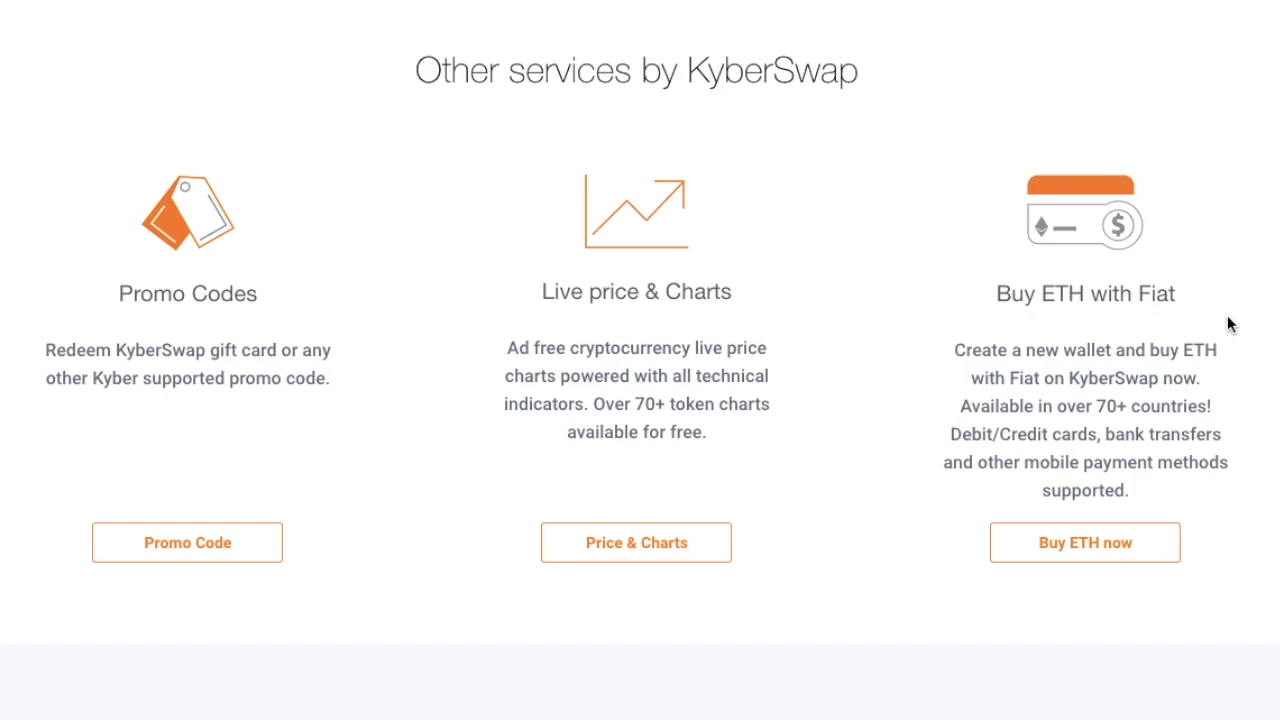 Other services by KyberSwap
Promo Codes
Redeem KyberSwap gift card or any
other Kyber supported promo code.
Promo Code
Live price & Charts
Ad free cryptocurrency live price
charts powered with all technical
indicators. Over 70+ token charts
available for free.
Price & Charts
$
Buy ETH with Fiat
Create a new wallet and buy ETH
with Fiat on KyberSwap now.
Available in over 70+ countries!
Debit/Credit cards, bank transfers
and other mobile payment methods
supported.
Buy ETH now